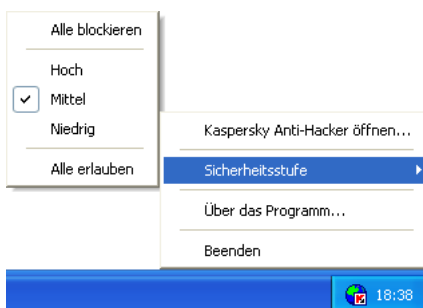 Alle blockieren
Hoch
Mittel
Niedrig
Alle erlauben
Kaspersky Anti-Hacker öffnen...
Sicherheitsstufe
Über das Programm...
Beenden
18:38